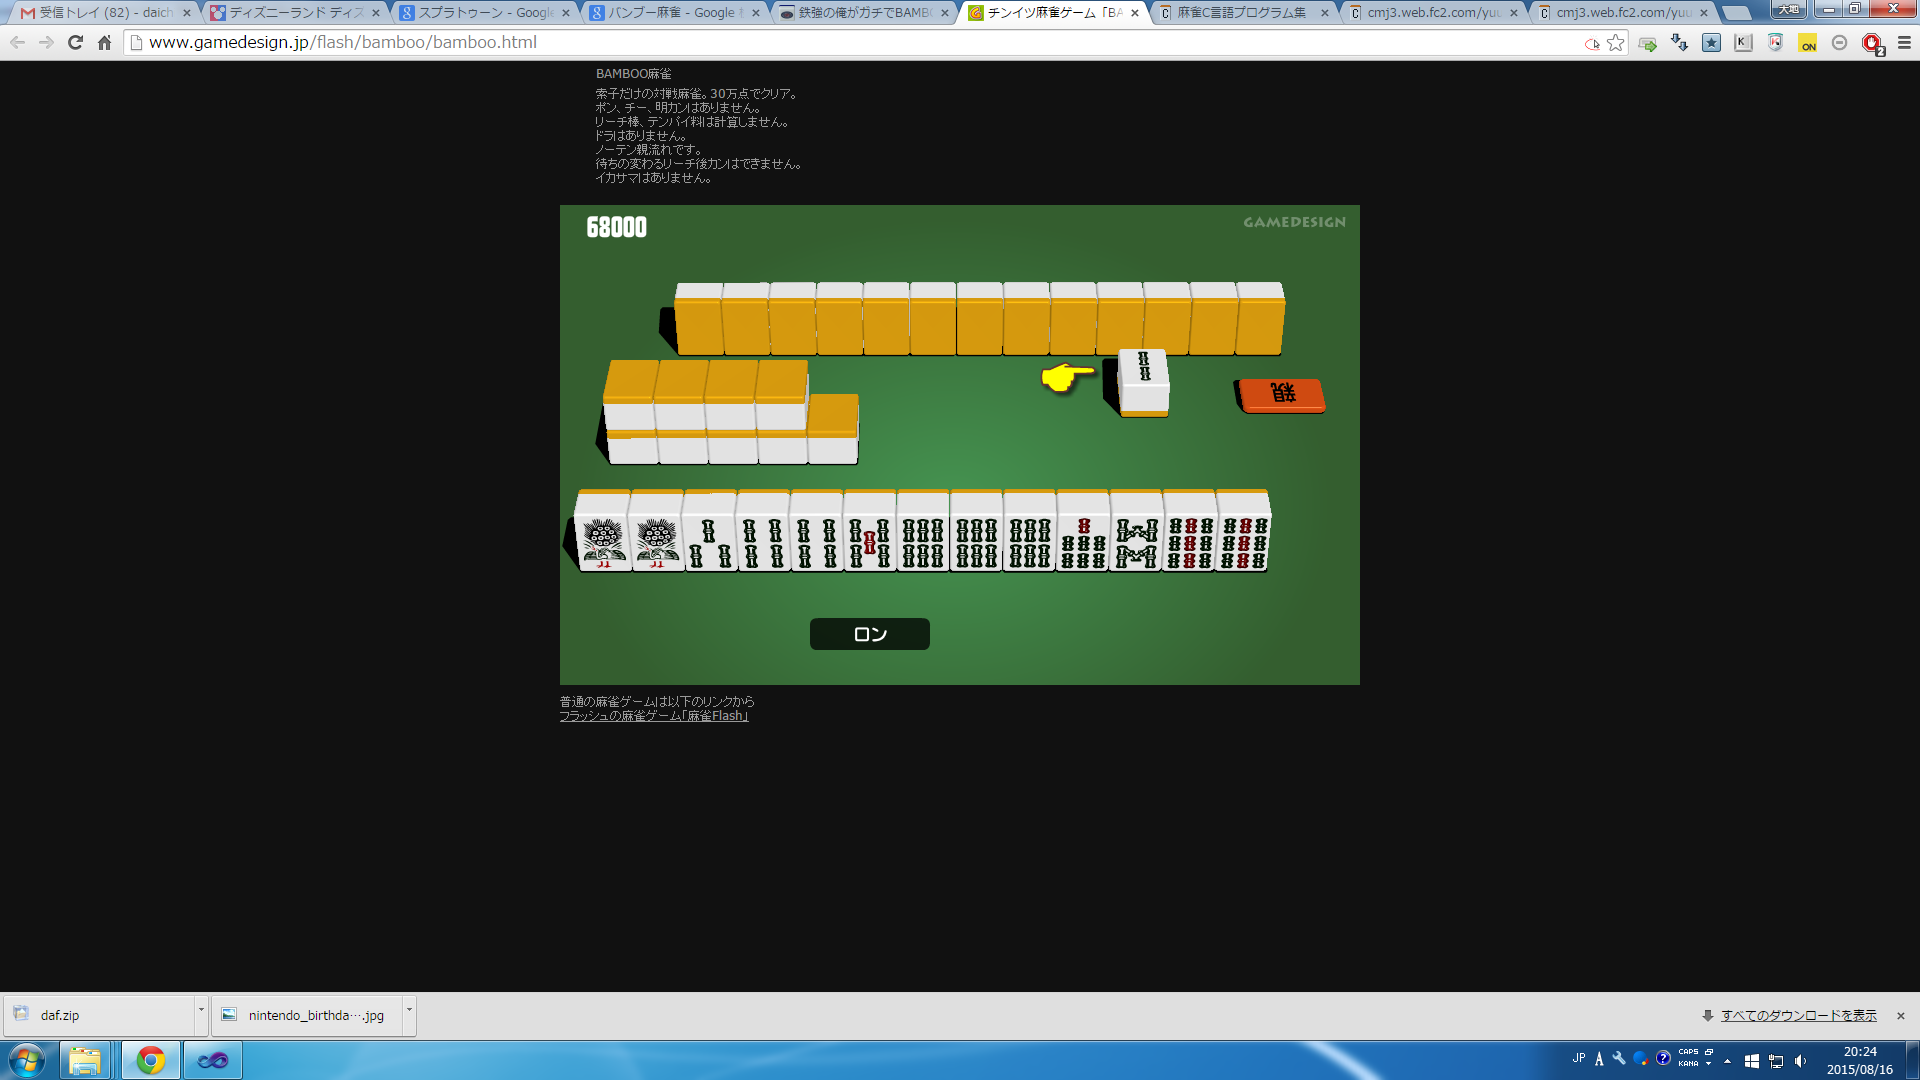 受信トレイ (82) - daich
ディズニーランド ディズ
スプラトゥーン - Google
バンブー麻雀 - Google
鉄強の俺がガチでBAMBO
チンイツ麻雀ゲーム「BA
麻雀C言語プログラム集
cmj3.web.fc2.com/yuu
cmj3.web.fc2.com/yuu
大地
www.gamedesign.jp/flash/bamboo/bamboo.html
ON
2
BAMBOO麻雀
索子だけの対戦麻雀。30万点でクリア。
ポン、チー、明カンはありません。
リーチ棒、テンパイ料は計算しません。
ドラはありません。
ノーテン親流れです。
待ちの変わるリーチ後カンはできません。
イカサマはありません。
68000
GAMEDESIGN
親
ロン
普通の麻雀ゲームは以下のリンクから
フラッシュの麻雀ゲーム「麻雀Flash」
daf.zip
nintendo_birthda….jpg
すべてのダウンロードを表示
JP
A
CAPS
KANA
20:24
2015/08/16